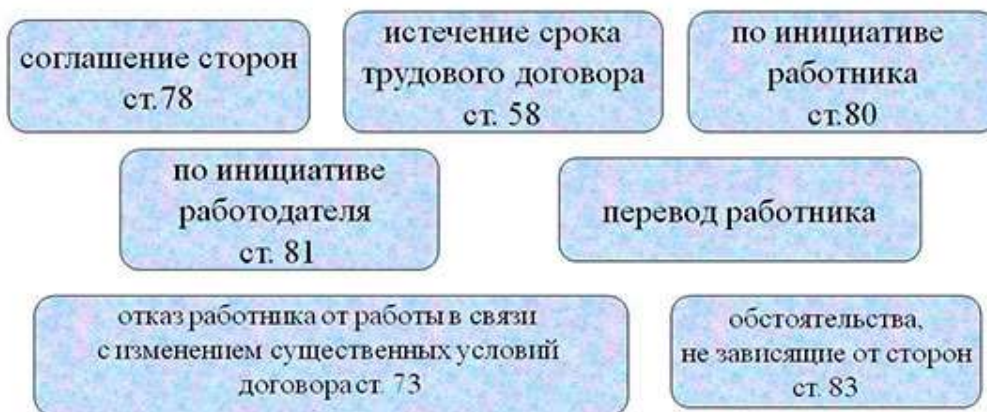 соглашение сторон
ст.78
истечение срока
трудового договора
ст. 58
по инициативе
работника
ст.80
по инициативе
работодателя
ст. 81
перевод работника
отказ работника от работы в связи
с изменением существенных условий
договора ст. 73
обстоятельства,
не зависящие от сторон
ст. 83